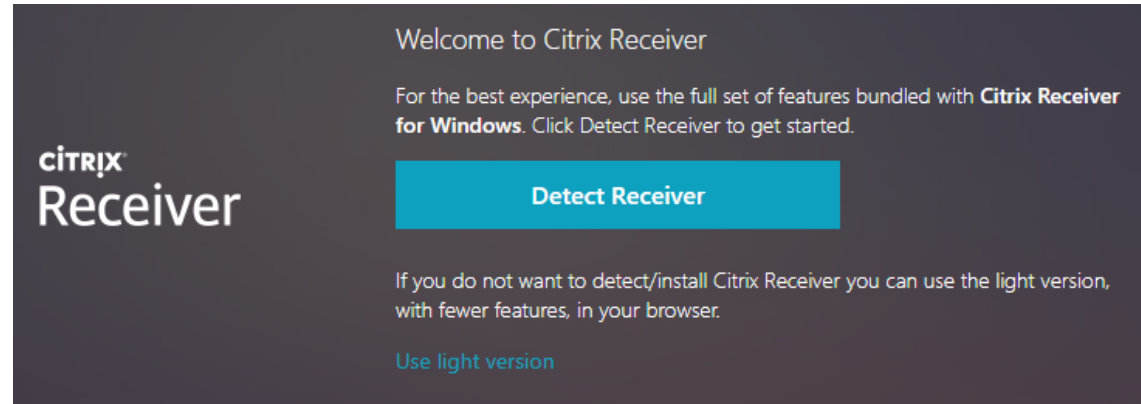 citrix
Receiver
Welcome to Citrix Receiver
For the best experience, use the full set of features bundled with Citrix Receiver
for Windows. Click Detect Receiver to get started.
Detect Receiver
If you do not want to detect/install Citrix Receiver you can use the light version,
with fewer features, in your browser.
Use light version